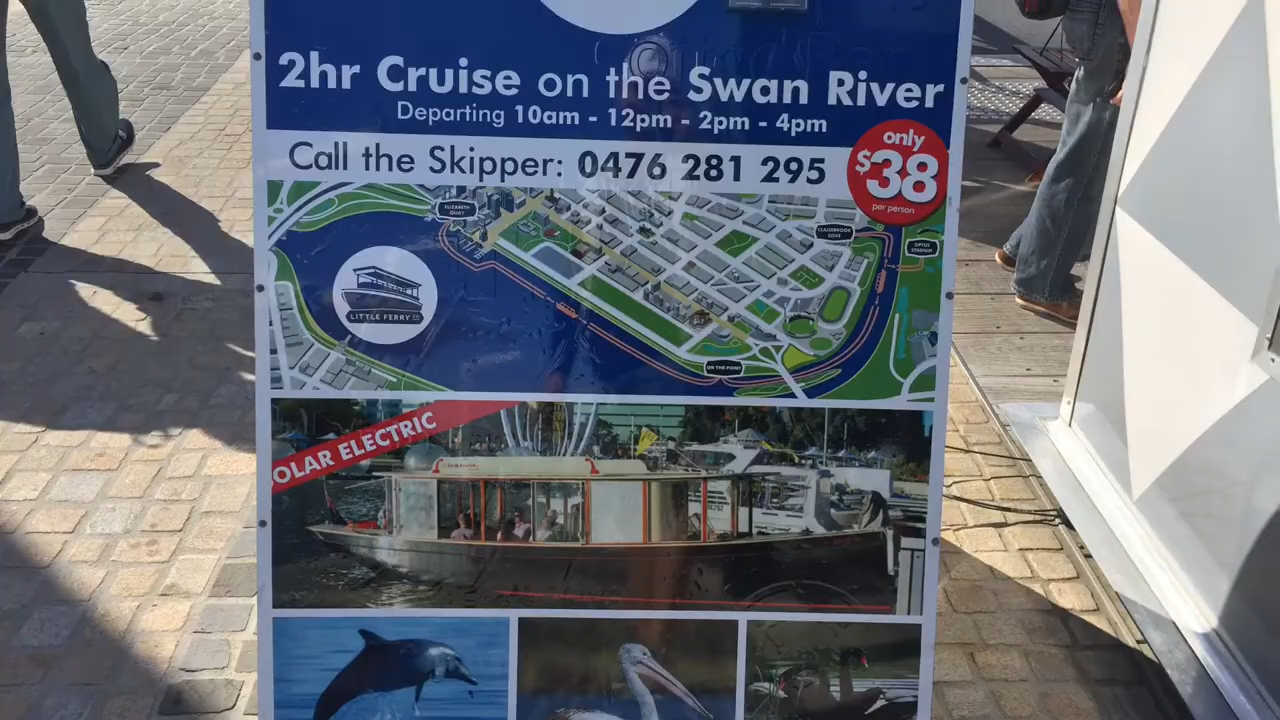 2hr Cruise on the Swan River
Departing 10am - 12pm - 2pm - 4pm
Call the Skipper: 0476 281 295
only
$38
per person
ELIZABETH
QUAY
CLAISEBROOK
COVE
OPTUS
STADIUM
LITTLE FERRY CO
ON THE POINT
OLAR ELECTRIC